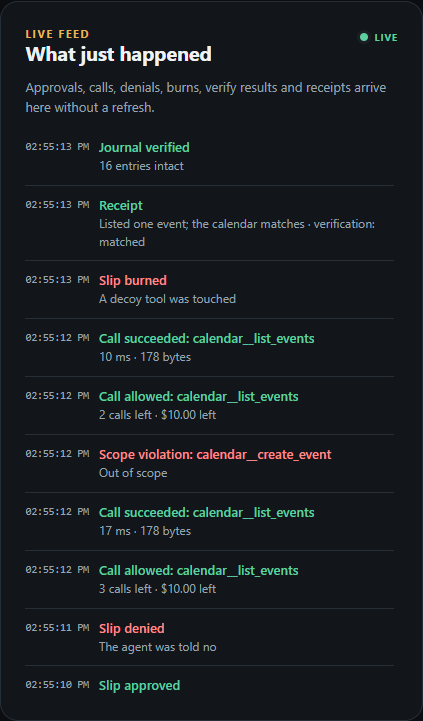 LIVE FEED
LIVE
What just happened
Approvals, calls, denials, burns, verify results and receipts arrive
here without a refresh.
02:55:13 PM Journal verified
16 entries intact
02:55:13 PM Receipt
Listed one event; the calendar matches · verification:
matched
02:55:13 PM Slip burned
A decoy tool was touched
02:55:12 PM Call succeeded: calendar__list_events
10 ms · 178 bytes
02:55:12 PM Call allowed: calendar__list_events
2 calls left · $10.00 left
02:55:12 PM Scope violation: calendar__create_event
Out of scope
02:55:12 PM Call succeeded: calendar__list_events
17 ms · 178 bytes
02:55:12 PM Call allowed: calendar__list_events
3 calls left · $10.00 left
02:55:11 PM Slip denied
The agent was told no
02:55:10 PM Slip approved